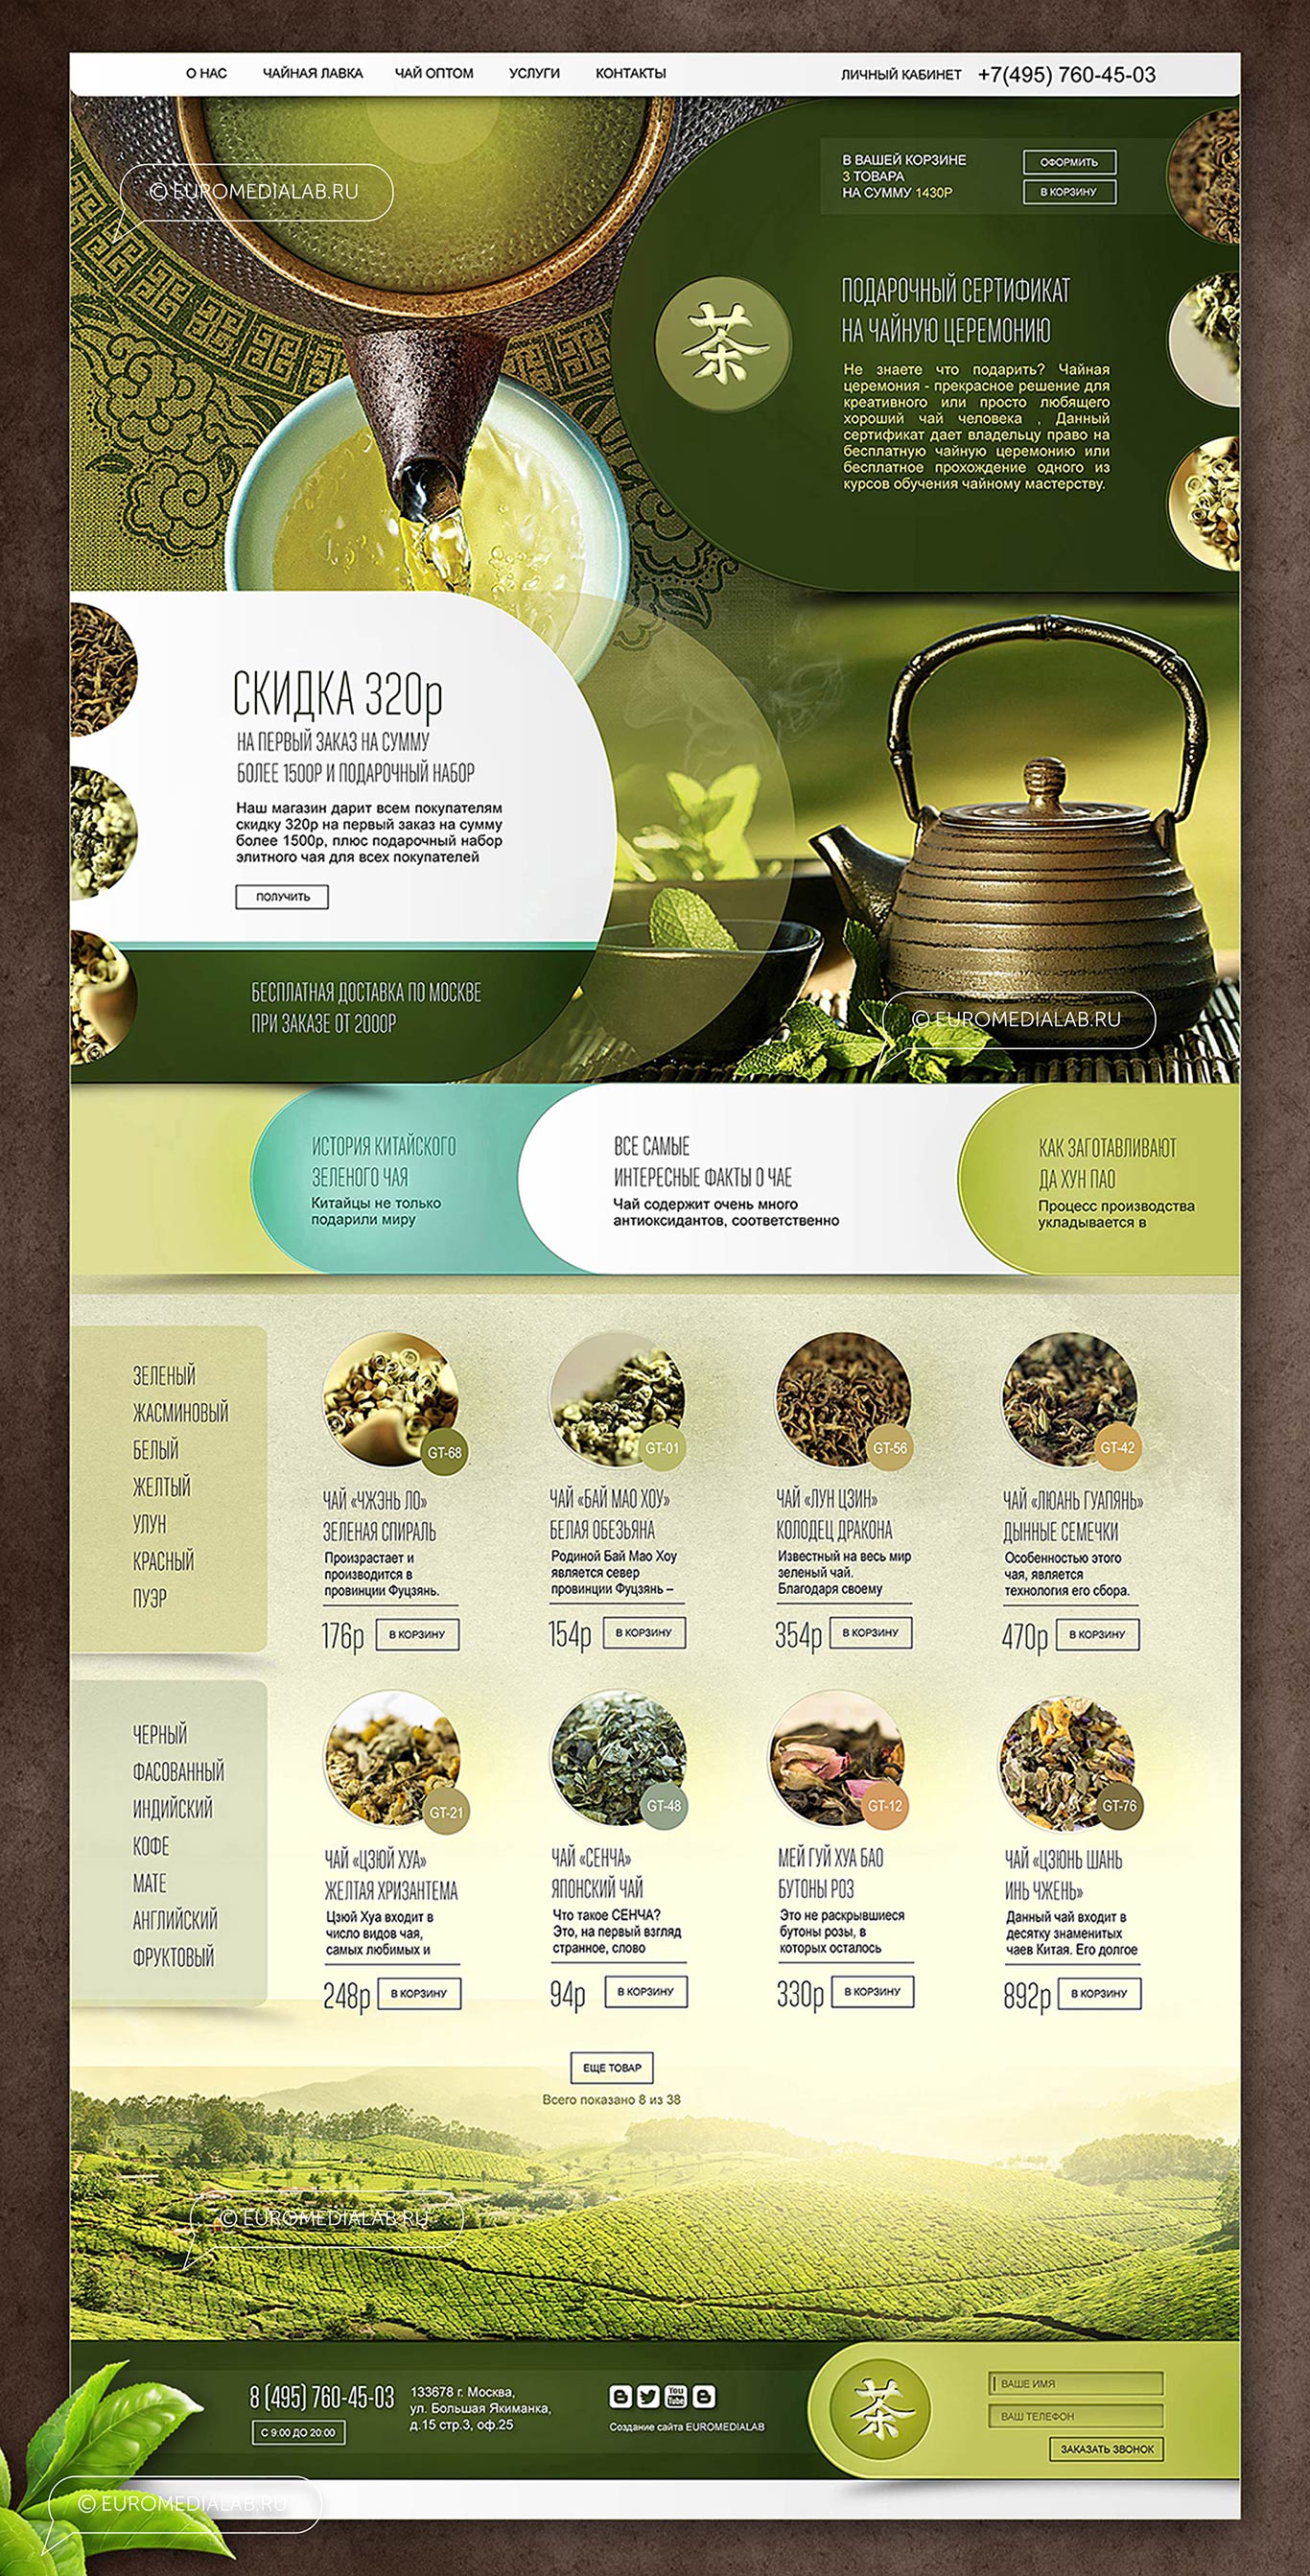 О НАС
ЧАЙНАЯ ЛАВКА
ЧАЙ ОПТОМ
УСЛУГИ
КОНТАКТЫ
ЛИЧНЫЙ КАБИНЕТ
+7(495) 760-45-03
© EUROMEDIALAB.RU
В ВАШЕЙ КОРЗИНЕ
3 ТОВАРА
НА СУММУ 1430Р
ОФОРМИТЬ
В КОРЗИНУ
茶
ПОДАРОЧНЫЙ СЕРТИФИКАТ
НА ЧАЙНУЮ ЦЕРЕМОНИЮ
Не знаете что подарить? Чайная
церемония - прекрасное решение для
креативного или просто любящего
хороший чай человека , Данный
сертификат дает владельцу право на
бесплатную чайную церемонию или
бесплатное прохождение одного из
курсов обучения чайному мастерству.
СКИДКА 320р
НА ПЕРВЫЙ ЗАКАЗ НА СУММУ
БОЛЕЕ 1500Р И ПОДАРОЧНЫЙ НАБОР
Наш магазин дарит всем покупателям
скидку 320р на первый заказ на сумму
более 1500р, плюс подарочный набор
элитного чая для всех покупателей
ПОЛУЧИТЬ
БЕСПЛАТНАЯ ДОСТАВКА ПО МОСКВЕ
ПРИ ЗАКАЗЕ ОТ 2000Р
© EUROMEDIALAB.RU
ИСТОРИЯ КИТАЙСКОГО
ЗЕЛЕНОГО ЧАЯ
Китайцы не только
подарили миру
ВСЕ САМЫЕ
ИНТЕРЕСНЫЕ ФАКТЫ О ЧАЕ
Чай содержит очень много
антиоксидантов, соответственно
КАК ЗАГОТАВЛИВАЮТ
ДА ХУН ПАО
Процесс производства
укладывается в
ЗЕЛЕНЫЙ
ЖАСМИНОВЫЙ
БЕЛЫЙ
ЖЕЛТЫЙ
УЛУН
КРАСНЫЙ
ПУЭР
GT-68
ЧАЙ «ЧЖЭНЬ ЛО»
ЗЕЛЕНАЯ СПИРАЛЬ
Произрастает и
производится в
провинции Фуцзянь.
176р
В КОРЗИНУ
GT-01
ЧАЙ «БАЙ МАО ХОУ»
БЕЛАЯ ОБЕЗЬЯНА
Родиной Бай Мао Хоу
является север
провинции Фуцзянь –
154р
В КОРЗИНУ
GT-56
ЧАЙ «ЛУН ЦЗИН»
КОЛОДЕЦ ДРАКОНА
Известный на весь мир
зеленый чай.
Благодаря своему
354р
В КОРЗИНУ
GT-42
ЧАЙ «ЛЮАНЬ ГУАПЯНЬ»
ДЫННЫЕ СЕМЕЧКИ
Особенностью этого
чая, является
технология его сбора.
470р
В КОРЗИНУ
ЧЕРНЫЙ
ФАСОВАННЫЙ
ИНДИЙСКИЙ
КОФЕ
МАТЕ
АНГЛИЙСКИЙ
ФРУКТОВЫЙ
GT-21
ЧАЙ «ЦЗЮЙ ХУА»
ЖЕЛТАЯ ХРИЗАНТЕМА
Цзюй Хуа входит в
число видов чая,
самых любимых и
248р
В КОРЗИНУ
GT-48
ЧАЙ «СЕНЧА»
ЯПОНСКИЙ ЧАЙ
Что такое СЕНЧА?
Это, на первый взгляд
странное, слово
94р
В КОРЗИНУ
GT-12
МЕЙ ГУЙ ХУА БАО
БУТОНЫ РОЗ
Это не раскрывшиеся
бутоны розы, в
которых осталось
330р
В КОРЗИНУ
GT-76
ЧАЙ «ЦЗЮНЬ ШАНЬ
ИНЬ ЧЖЕНЬ»
Данный чай входит в
десятку знаменитых
чаев Китая. Его долгое
892р
В КОРЗИНУ
ЕЩЕ ТОВАР
Всего показано 8 из 38
© EUROMEDIALAB.RU
8 (495) 760-45-03
С 9:00 ДО 20:00
133678 г. Москва,
ул. Большая Якиманка,
д.15 стр.3, оф.25
You
Tube
Создание сайта EUROMEDIALAB
茶
ВАШЕ ИМЯ
ВАШ ТЕЛЕФОН
ЗАКАЗАТЬ ЗВОНОК
© EUROMEDIALAB.RU